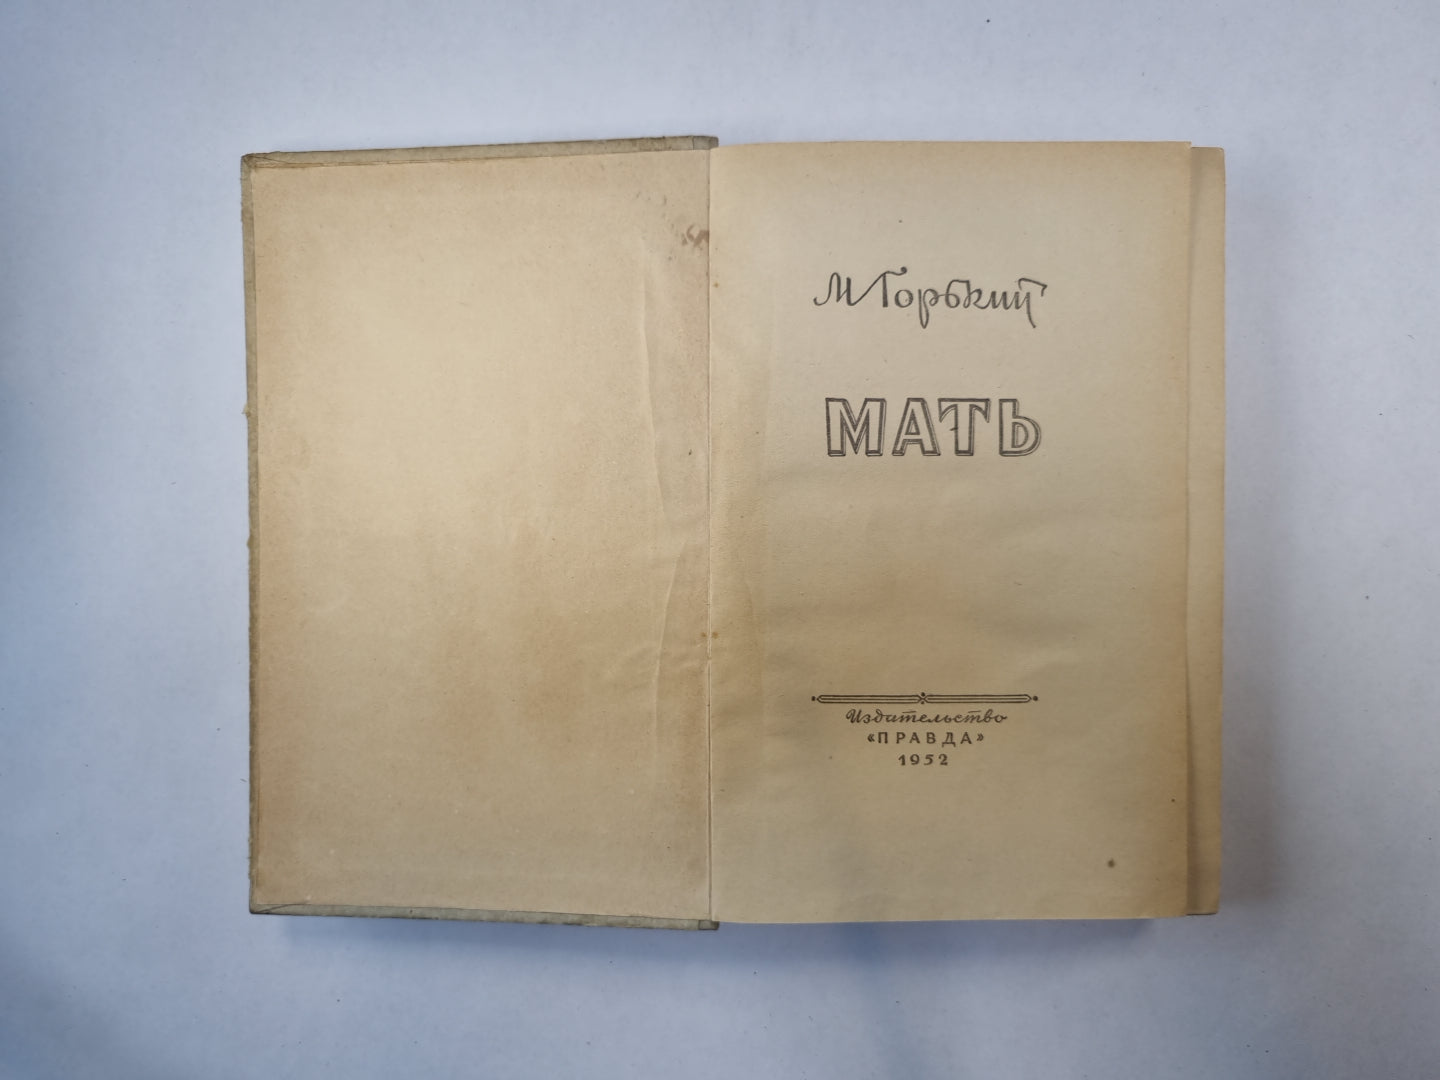 М Горький
МАТЬ
Издательство
«ПРАВДА»
1952